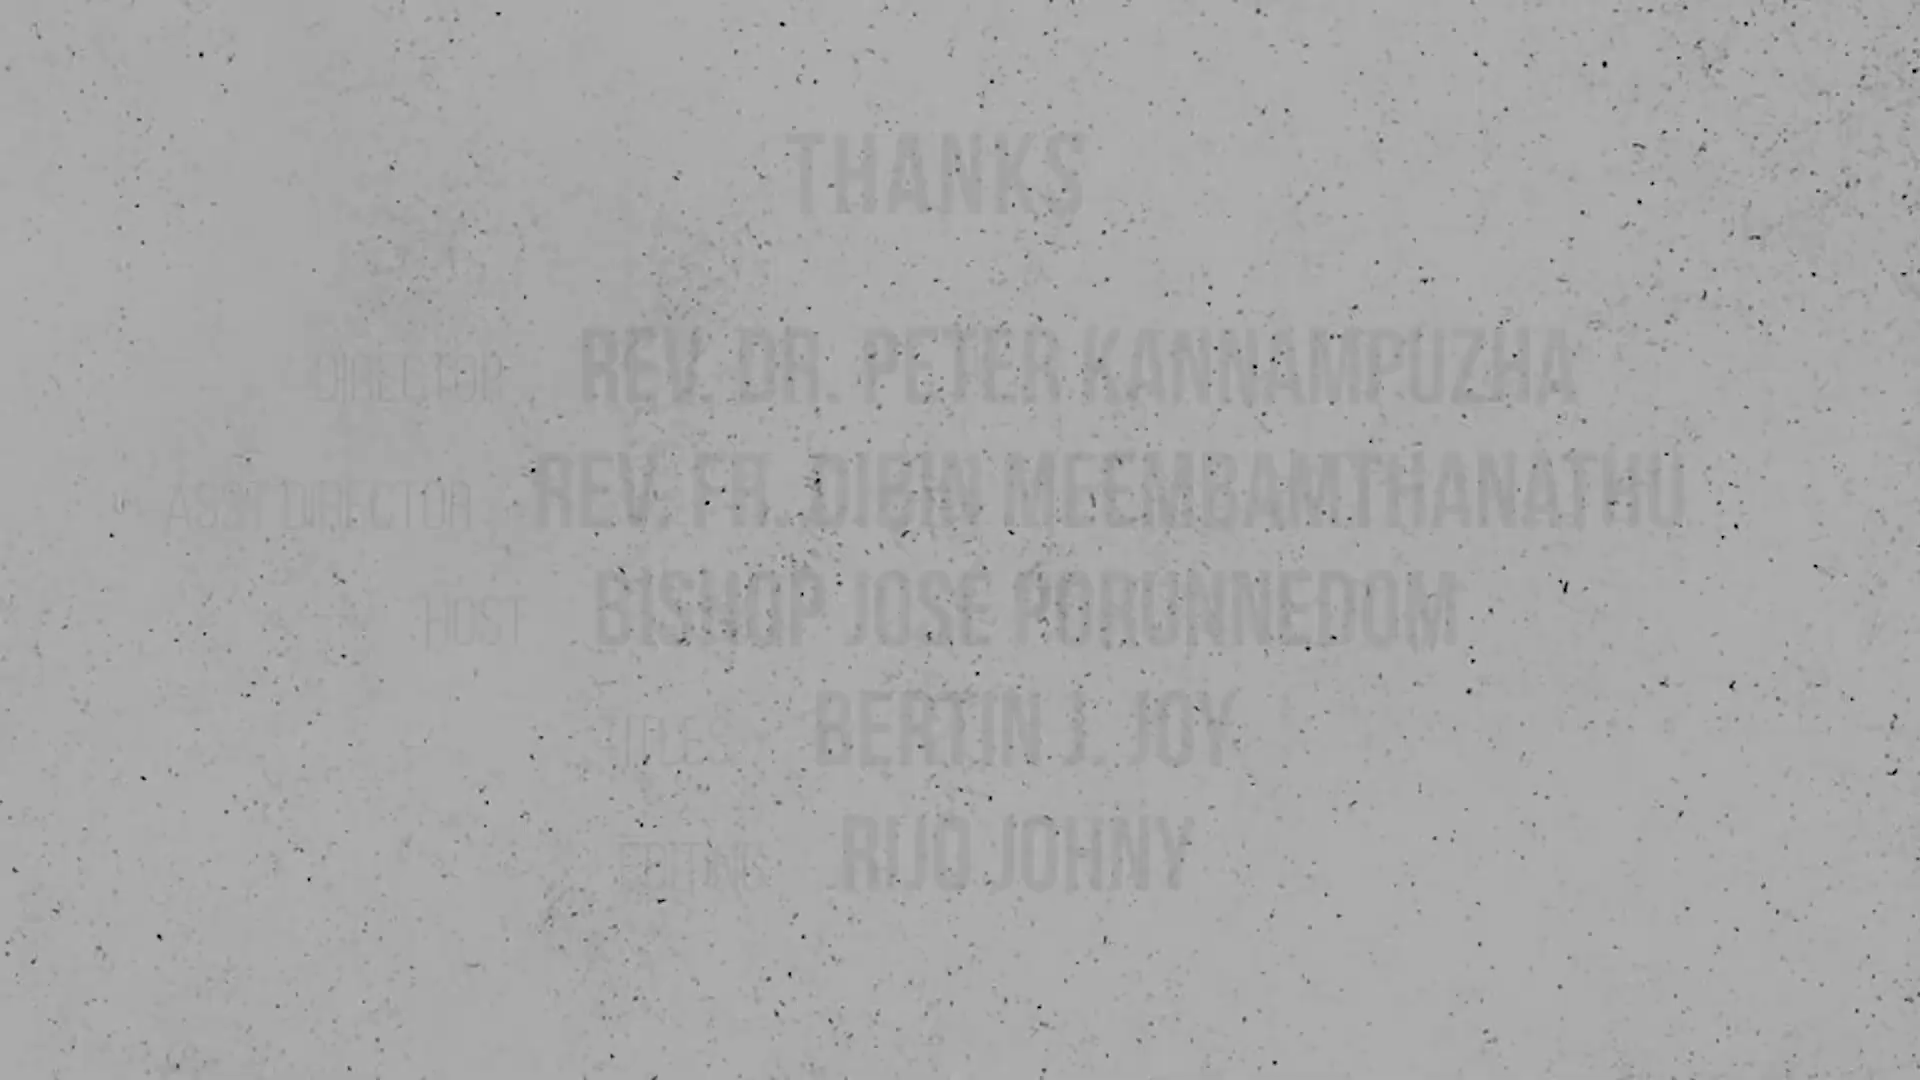 THANKS
DIRECTOR REV. DR. PETER KANNAMPUZHA
ASST DIRECTOR REV. FR. DIBIN MEEMBAMTHANATHU
HOST BISHOP JOSE PORUNNEDOM
TITLES BERTIN J. JOY
EDITING RIJO JOHNY